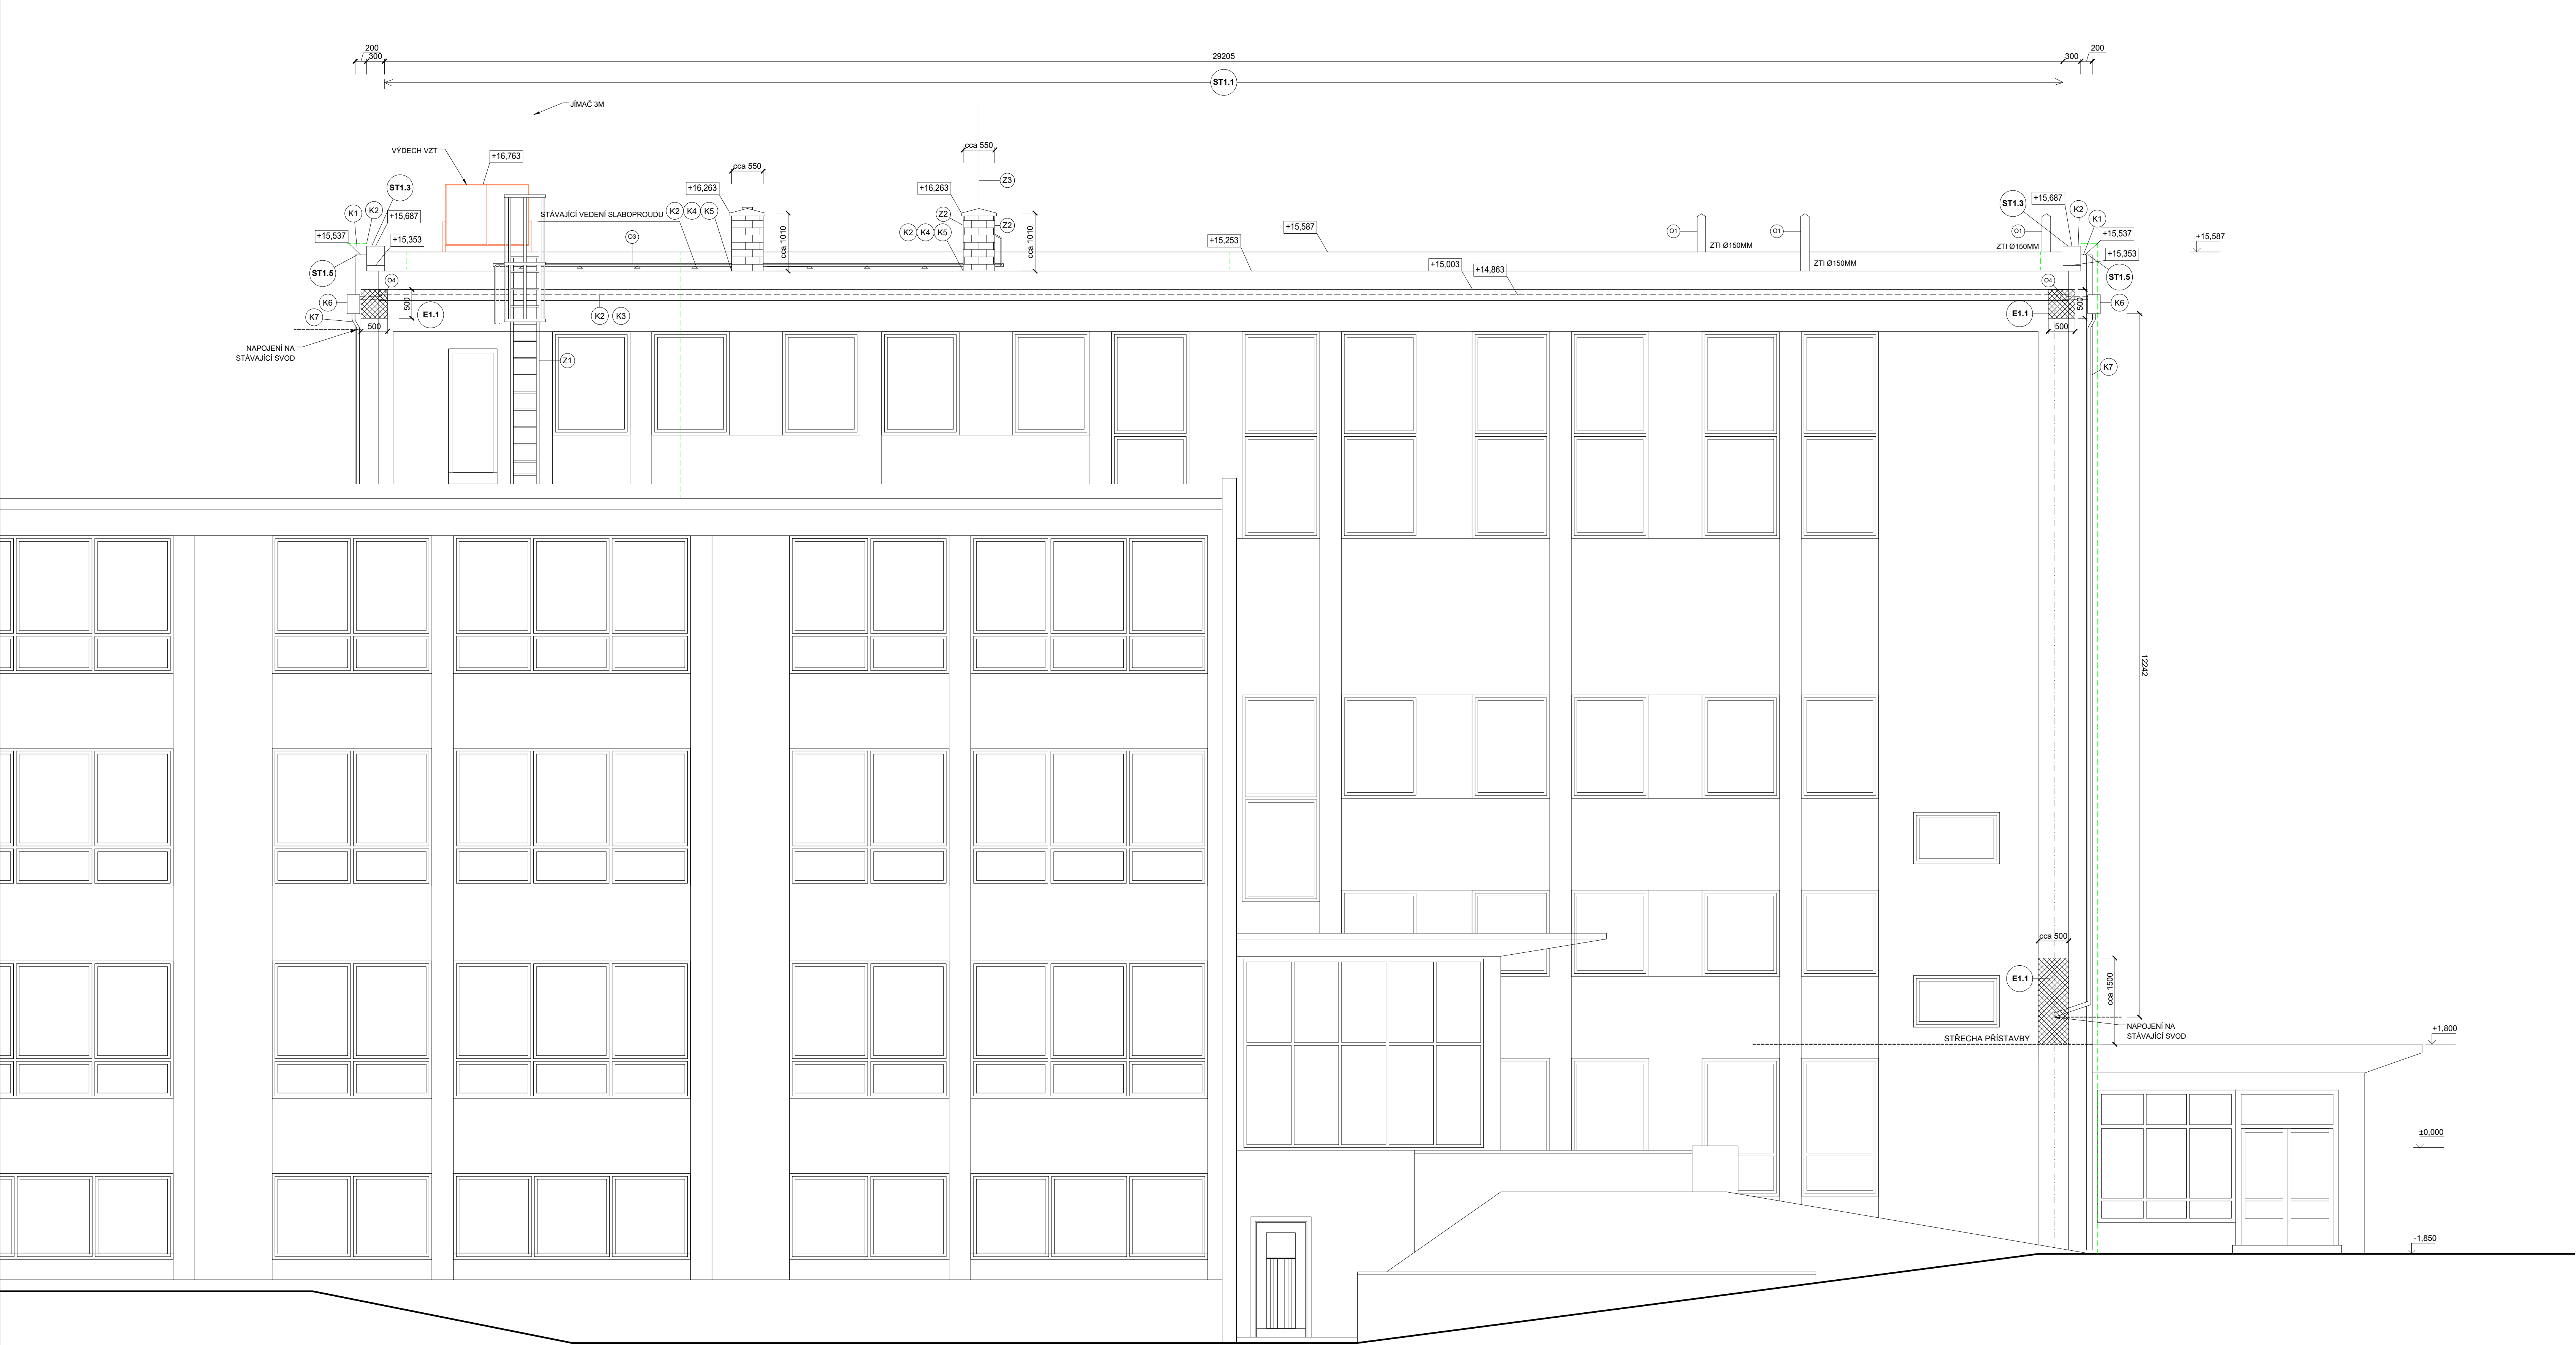 200
300
29205
300
200
ST1.1
JÍMAČ 3M
VÝDECH VZT
+16,763
cca 550
cca 550
ST1.3
+16,263
+16,263
Z3
ST1.3
+15,687
K2
K1
K2
+15,687
STÁVAJÍCÍ VEDENÍ SLABOPROUDU
K2
K4
K5
Z2
Z2
K1
+15,537
+15,353
O3
cca 1010
K2
K4
K5
cca 1010
+15,253
+15,587
O1
ZTI Ø150MM
O1
ZTI Ø150MM
O1
ZTI Ø150MM
+15,537
+15,353
+15,587
ST1.5
+15,003
+14,863
ST1.5
O4
O4
K6
500
E1.1
K2
K3
E1.1
500
K6
K7
500
500
NAPOJENÍ NA
STÁVAJÍCÍ SVOD
Z1
K7
12242
cca 500
E1.1
cca 1500
NAPOJENÍ NA
STÁVAJÍCÍ SVOD
STŘECHA PŘÍSTAVBY
+1,800
±0,000
-1,850